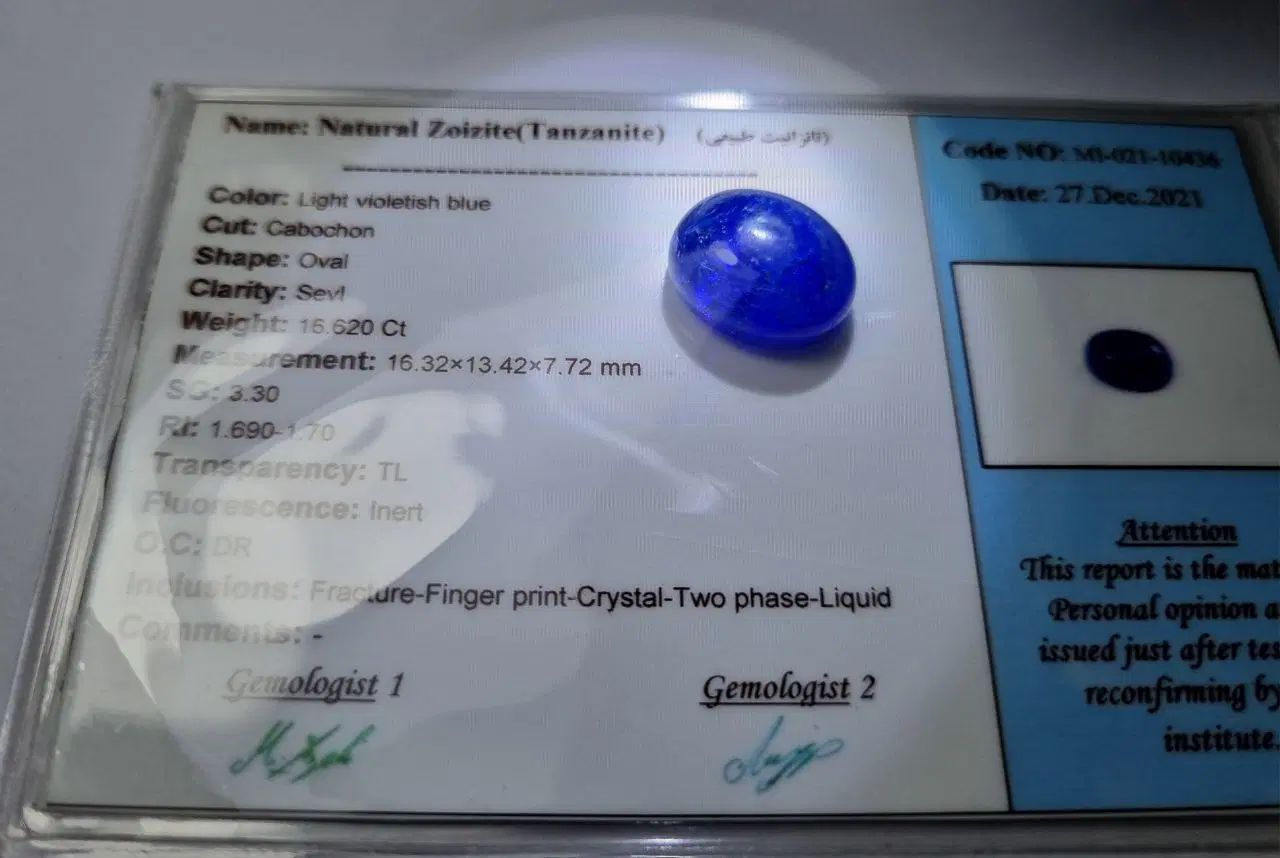 Name: Natural Zoizite(Tanzanite) (تانزانیت طبیعی)
Color: Light violetish blue
Cut: Cabochon
Shape: Oval
Clarity: Sevl
Weight: 16.620 Ct
Measurement: 16.32×13.42×7.72 mm
SG: 3.30
RI: 1.690-1.70
Transparency: TL
Fluorescence: Inert
O.C: DR
Inclusions: Fracture-Finger print-Crystal-Two phase-Liquid
Comments: -
Gemologist 1
Gemologist 2
Code NO: MI-021-10436
Date: 27.Dec.2021
Attention
This report is the mat
Personal opinion a
issued just after tes
reconfirming by
institute.